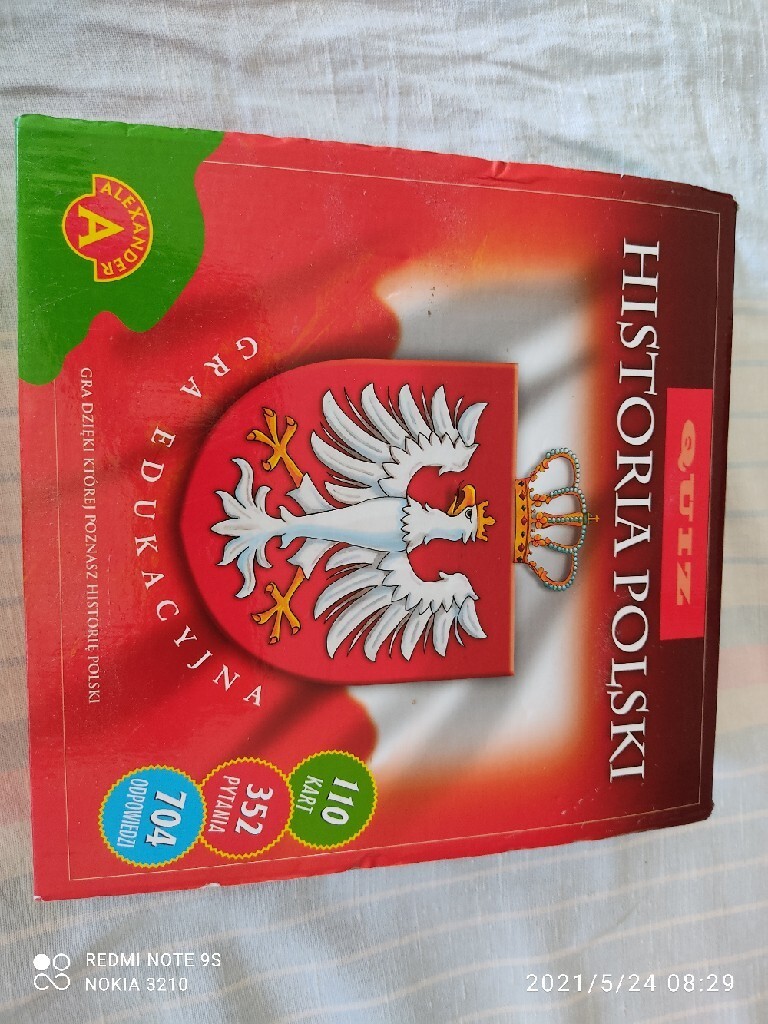 QUIZ
HISTORIA POLSKI
GRA EDUKACYJNA
GRA DZIĘKI KTÓREJ POZNASZ HISTORIĘ POLSKI
ALEXANDER
A
110
KART
352
PYTANIA
704
ODPOWIEDZI
REDMI NOTE 9S
NOKIA 3210
2021/5/24 08:29